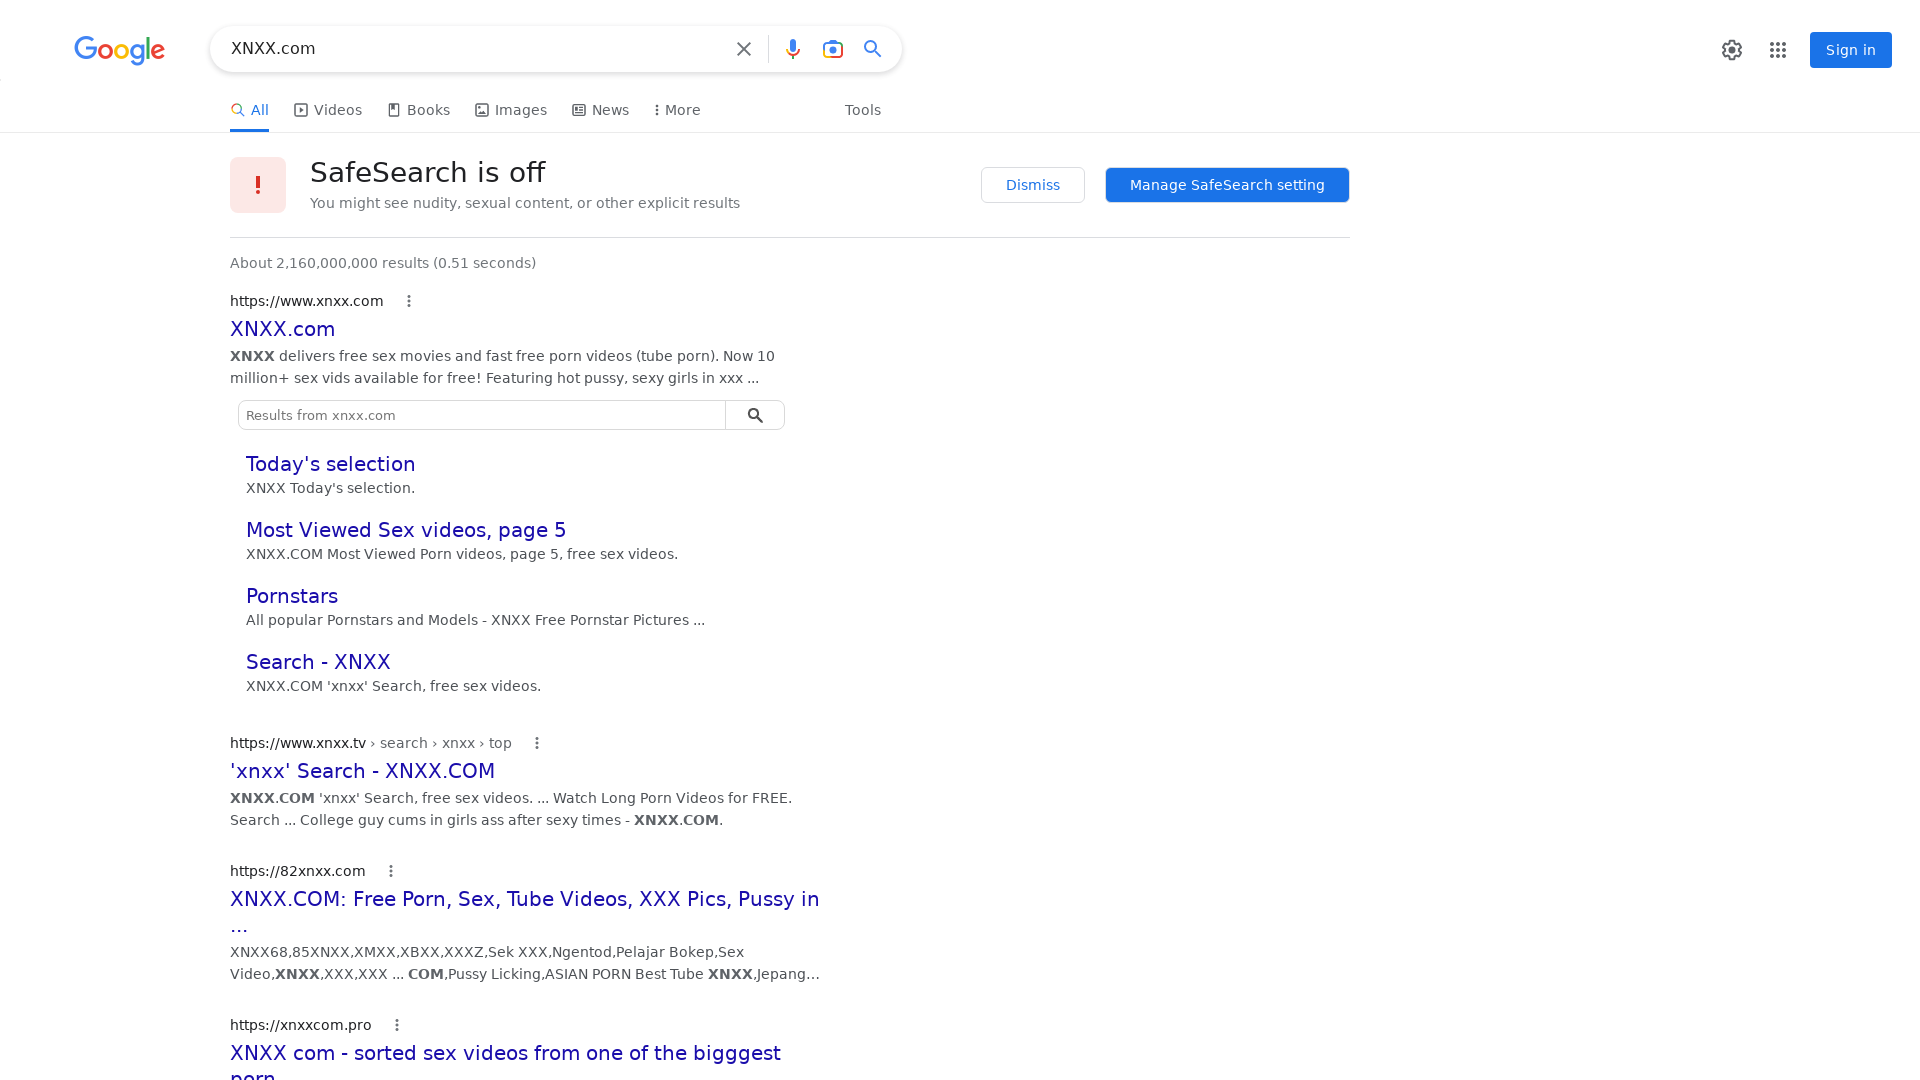 Google
XNXX.com
Sign in
All
Videos
Books
Images
News
More
Tools
SafeSearch is off
You might see nudity, sexual content, or other explicit results
Dismiss
Manage SafeSearch setting
About 2,160,000,000 results (0.51 seconds)
https://www.xnxx.com
XNXX.com
XNXX delivers free sex movies and fast free porn videos (tube porn). Now 10
million+ sex vids available for free! Featuring hot pussy, sexy girls in xxx ...
Results from xnxx.com
Today's selection
XNXX Today's selection.
Most Viewed Sex videos, page 5
XNXX.COM Most Viewed Porn videos, page 5, free sex videos.
Pornstars
All popular Pornstars and Models - XNXX Free Pornstar Pictures ...
Search - XNXX
XNXX.COM 'xnxx' Search, free sex videos.
https://www.xnxx.tv › search › xnxx › top
'xnxx' Search - XNXX.COM
XNXX.COM 'xnxx' Search, free sex videos. ... Watch Long Porn Videos for FREE.
Search ... College guy cums in girls ass after sexy times - XNXX.COM.
https://82xnxx.com
XNXX.COM: Free Porn, Sex, Tube Videos, XXX Pics, Pussy in
...
XNXX68,85XNXX,XMXX,XBXX,XXXZ,Sek XXX,Ngentod,Pelajar Bokep,Sex
Video,XNXX,XXX,XXX ... COM,Pussy Licking,ASIAN PORN Best Tube XNXX,Jepang...
https://xnxxcom.pro
XNXX com - sorted sex videos from one of the bigggest
porn